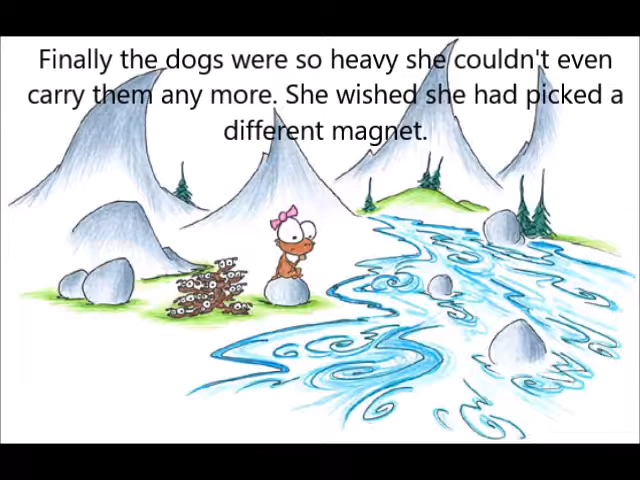 Finally the dogs were so heavy she couldn't even
carry them any more. She wished she had picked a
different magnet.